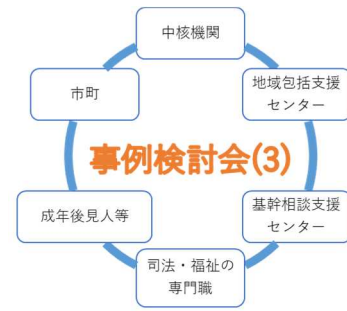 中核機関
市町
地域包括支援
センター
事例検討会(3)
成年後見人等
基幹相談支援
センター
司法・福祉の
専門職